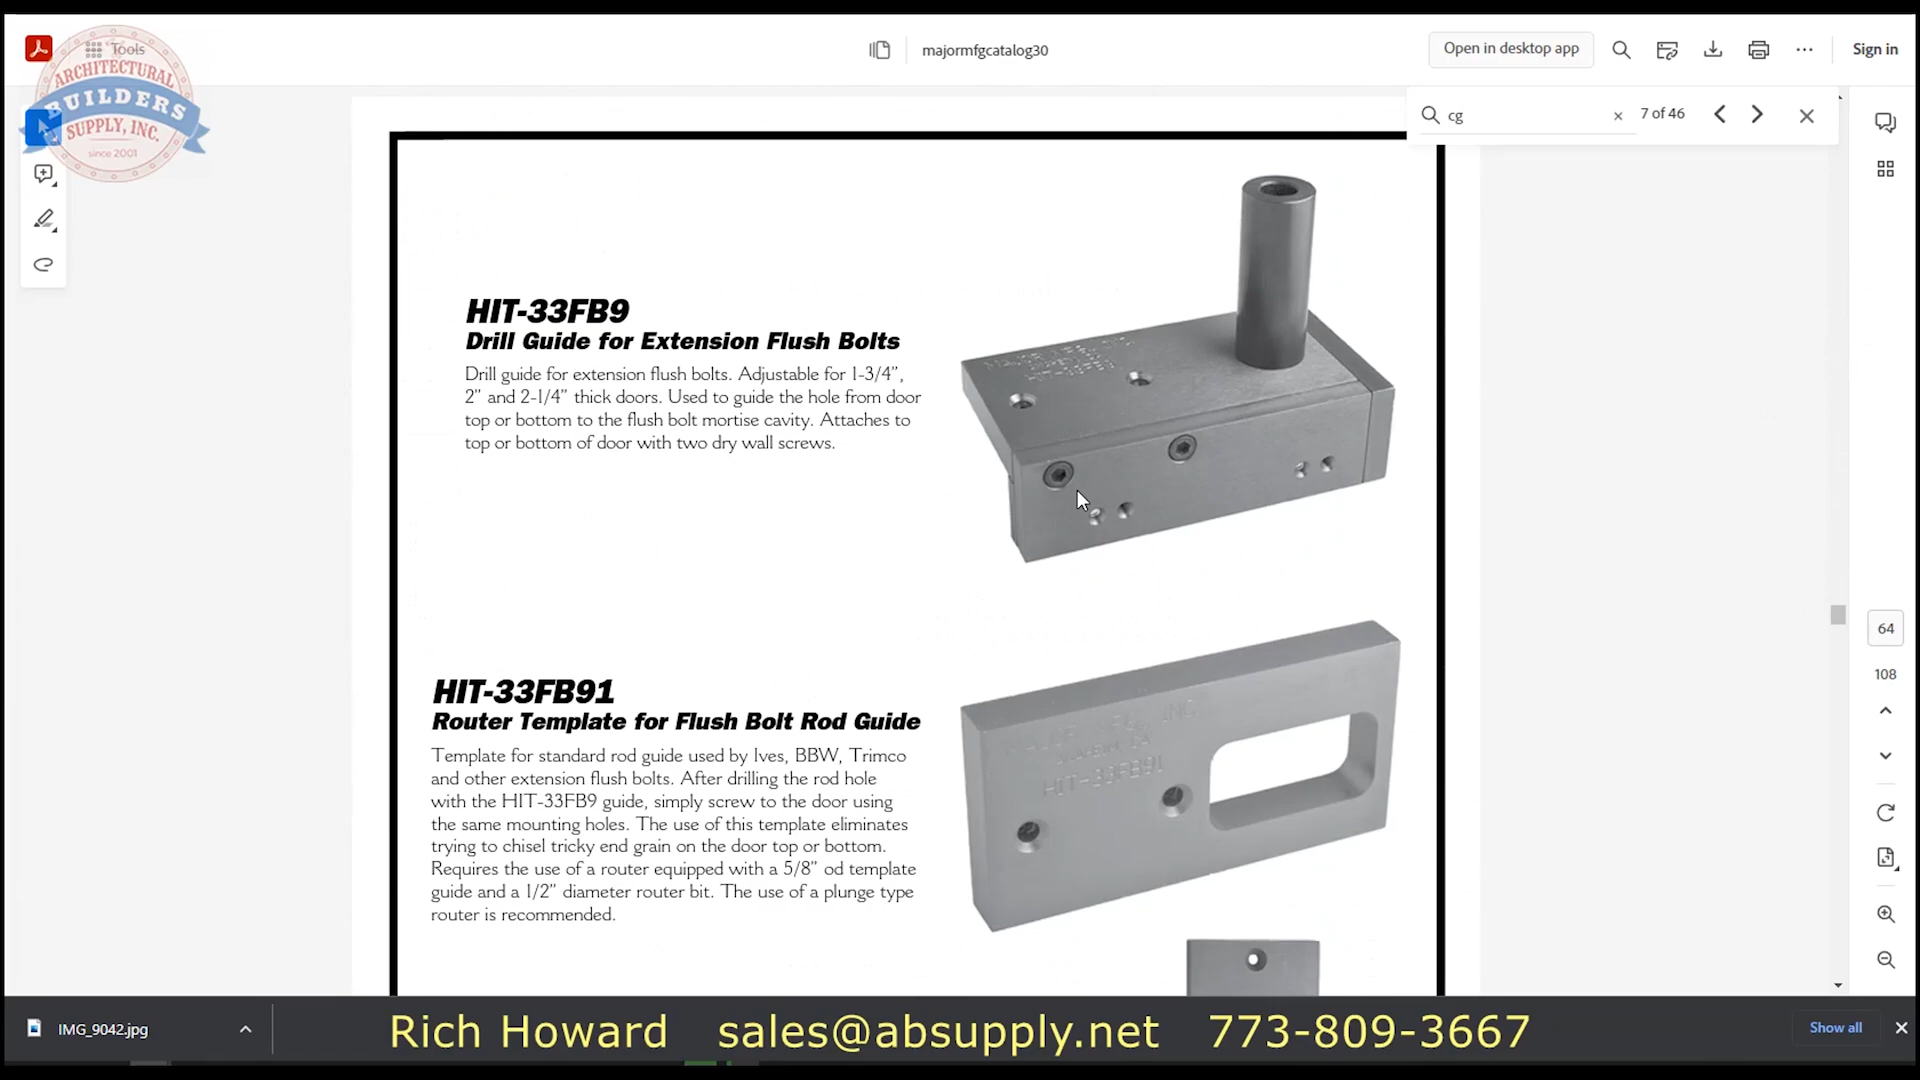 Tools
majormfgcatalog30
Open in desktop app
Sign in
ARCHITECTURAL
BUILDERS
SUPPLY, INC.
since 2001
cg
7 of 46
HIT-33FB9
Drill Guide for Extension Flush Bolts
Drill guide for extension flush bolts. Adjustable for 1-3/4”,
2” and 2-1/4” thick doors. Used to guide the hole from door
top or bottom to the flush bolt mortise cavity. Attaches to
top or bottom of door with two dry wall screws.
HIT-33FB91
Router Template for Flush Bolt Rod Guide
Template for standard rod guide used by Ives, BBW, Trimco
and other extension flush bolts. After drilling the rod hole
with the HIT-33FB9 guide, simply screw to the door using
the same mounting holes. The use of this template eliminates
trying to chisel tricky end grain on the door top or bottom.
Requires the use of a router equipped with a 5/8” od template
guide and a 1/2” diameter router bit. The use of a plunge type
router is recommended.
HIT-33FB91
64
108
IMG_9042.jpg
Rich Howard sales@absupply.net 773-809-3667
Show all